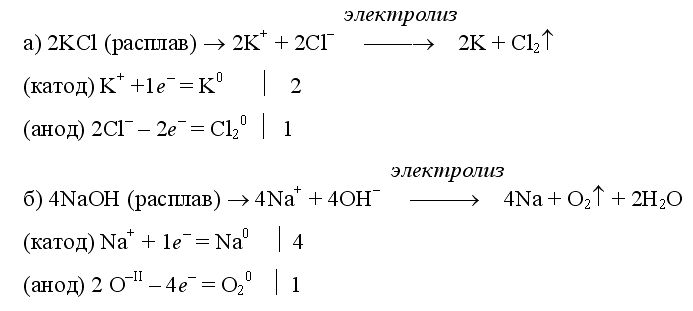 электролиз
а) 2KCl (расплав) → 2K⁺ + 2Cl⁻ ⟶ 2K + Cl₂↑
(катод) K⁺ +1e⁻ = K⁰ | 2
(анод) 2Cl⁻ – 2e⁻ = Cl₂⁰ | 1
электролиз
б) 4NaOH (расплав) → 4Na⁺ + 4OH⁻ ⟶ 4Na + O₂↑ + 2H₂O
(катод) Na⁺ + 1e⁻ = Na⁰ | 4
(анод) 2 O⁻ᴵᴵ – 4e⁻ = O₂⁰ | 1